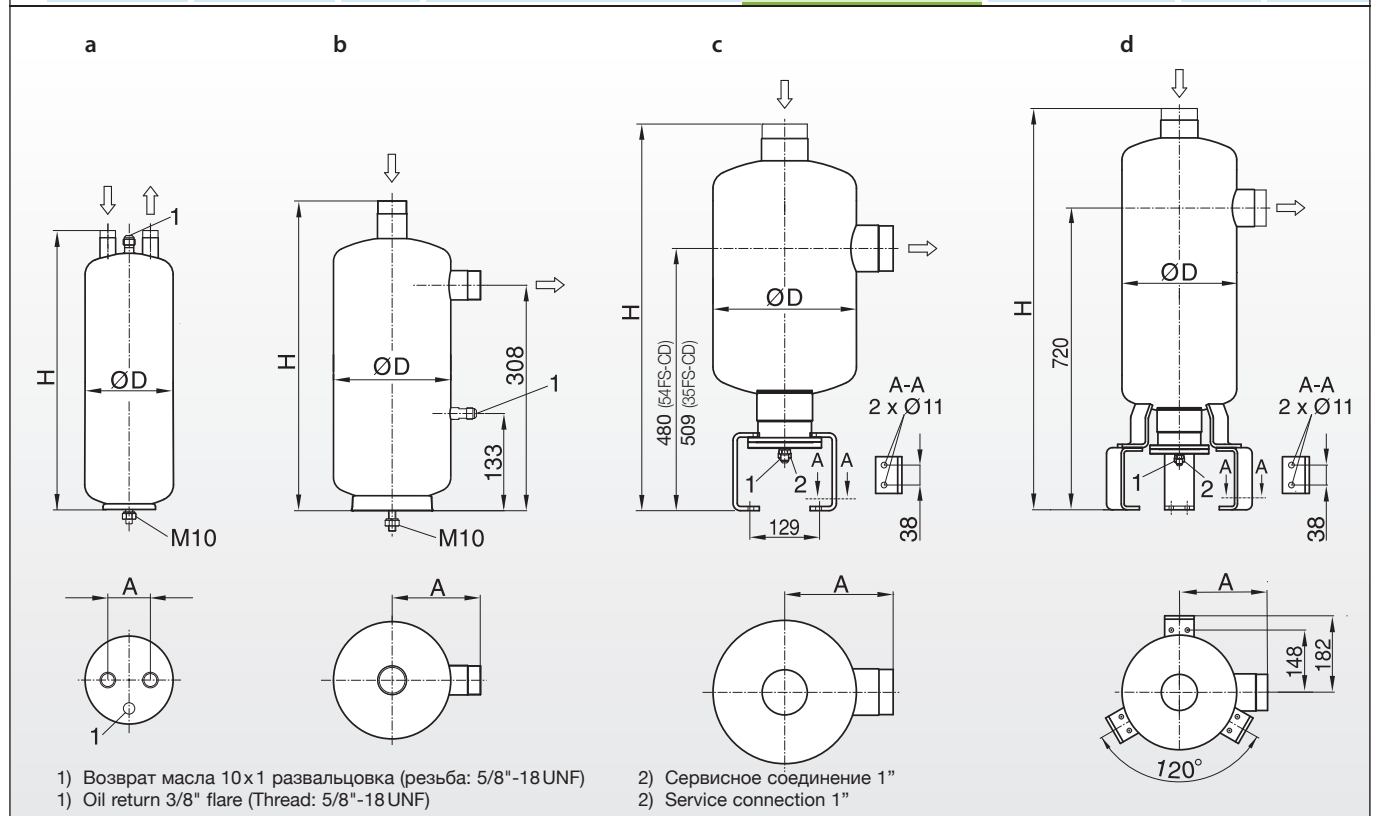 a
b
c
d
1
H
ØD
M10
H
ØD
308
1
133
M10
H
ØD
480 (54FS-CD)
509 (35FS-CD)
A-A
2 x Ø11
1
2
A
A
38
129
H
ØD
720
A-A
2 x Ø11
1
2
A
A
38
A
1
A
A
A
148
182
120°
1) Возврат масла 10x1 развальцовка (резьба: 5/8"-18 UNF)
1) Oil return 3/8" flare (Thread: 5/8"-18 UNF)
2) Сервисное соединение 1”
2) Service connection 1”